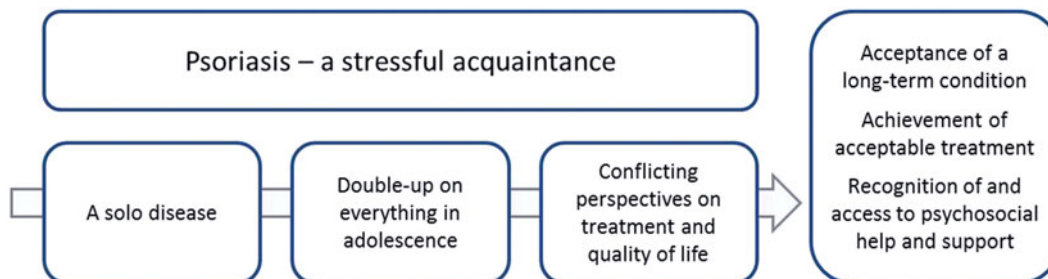 Psoriasis – a stressful acquaintance
A solo disease
Double-up on
everything in
adolescence
Conflicting
perspectives on
treatment and
quality of life
Acceptance of a
long-term condition
Achievement of
acceptable treatment
Recognition of and
access to psychosocial
help and support